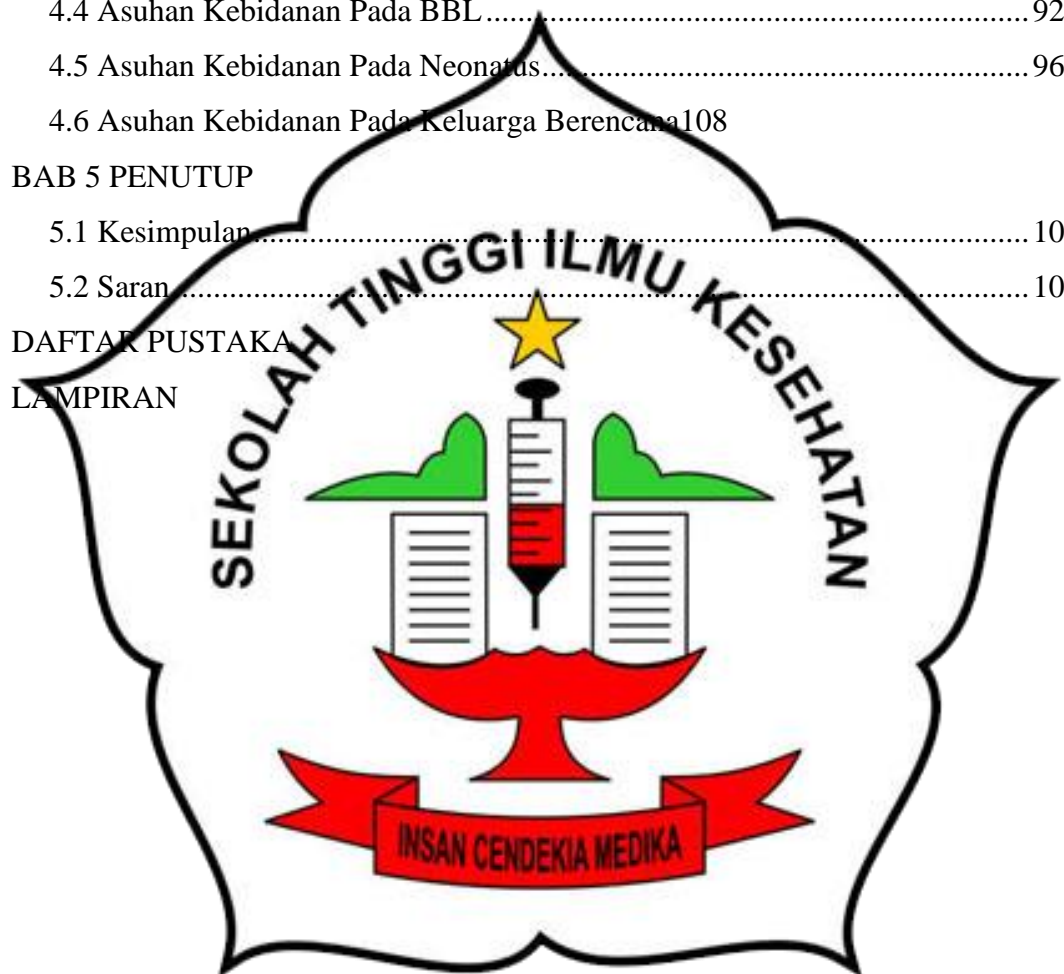 4.4 Asuhan Kebidanan Pada BBL....................................................................92
4.5 Asuhan Kebidanan Pada Neonatus............................................................96
4.6 Asuhan Kebidanan Pada Keluarga Berencana108
BAB 5 PENUTUP
5.1 Kesimpulan.............................................................................................10
5.2 Saran......................................................................................................10
DAFTAR PUSTAKA
LAMPIRAN
SEKOLAH TINGGI ILMU KESEHATAN
INSAN CENDEKIA MEDIKA